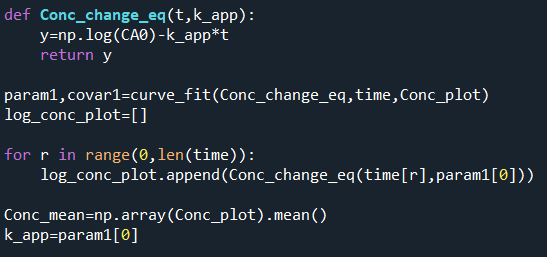 def Conc_change_eq(t,k_app):
    y=np.log(CA0)-k_app*t
    return y
param1,covar1=curve_fit(Conc_change_eq,time,Conc_plot)
log_conc_plot=[]
for r in range(0,len(time)):
    log_conc_plot.append(Conc_change_eq(time[r],param1[0]))
Conc_mean=np.array(Conc_plot).mean()
k_app=param1[0]